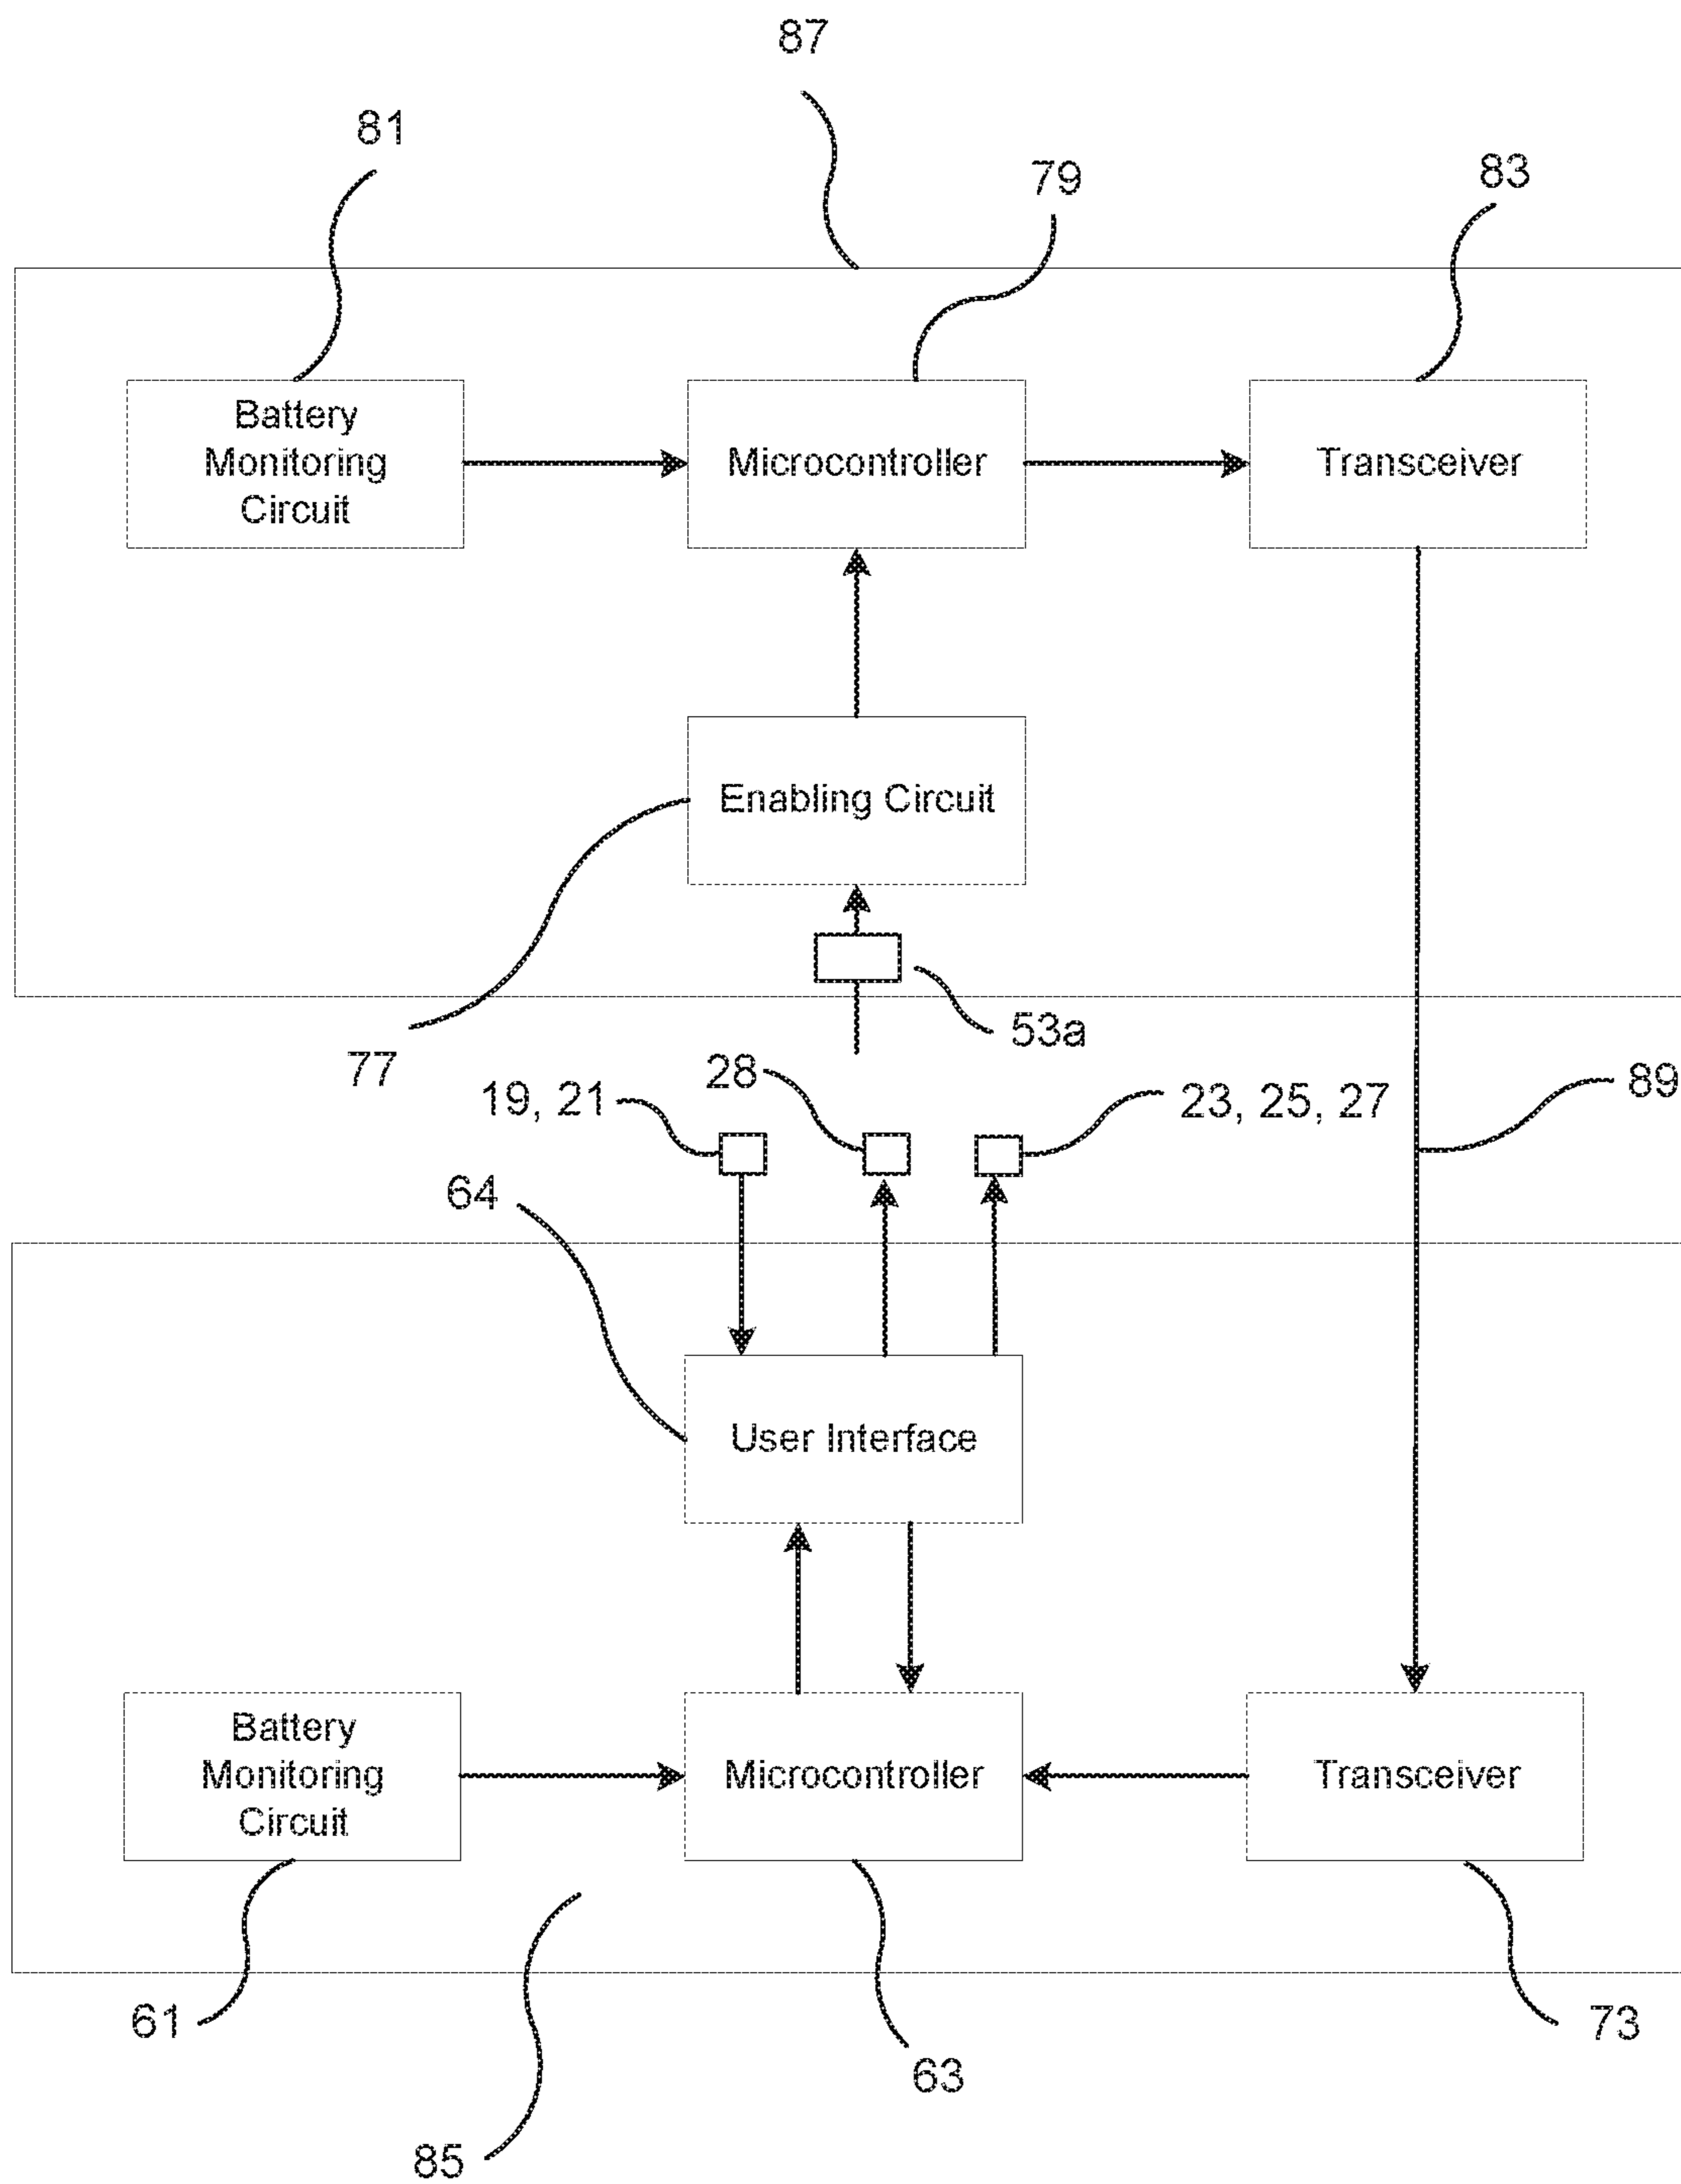 87
81
79
83
Battery
Monitoring
Circuit
Microcontroller
Transceiver
Enabling Circuit
53a
77
28
19, 21
23, 25, 27
89
64
User Interface
Battery
Monitoring
Circuit
Microcontroller
Transceiver
61
73
63
85